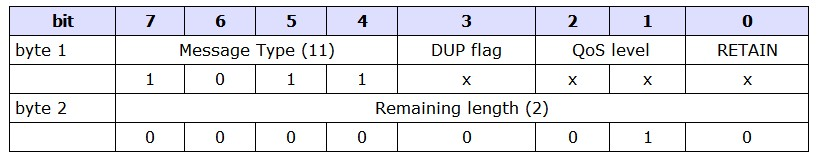 bit 7 6 5 4 3 2 1 0
byte 1 Message Type (11) DUP flag QoS level RETAIN
1 0 1 1 x x x x
byte 2 Remaining length (2)
0 0 0 0 0 0 1 0